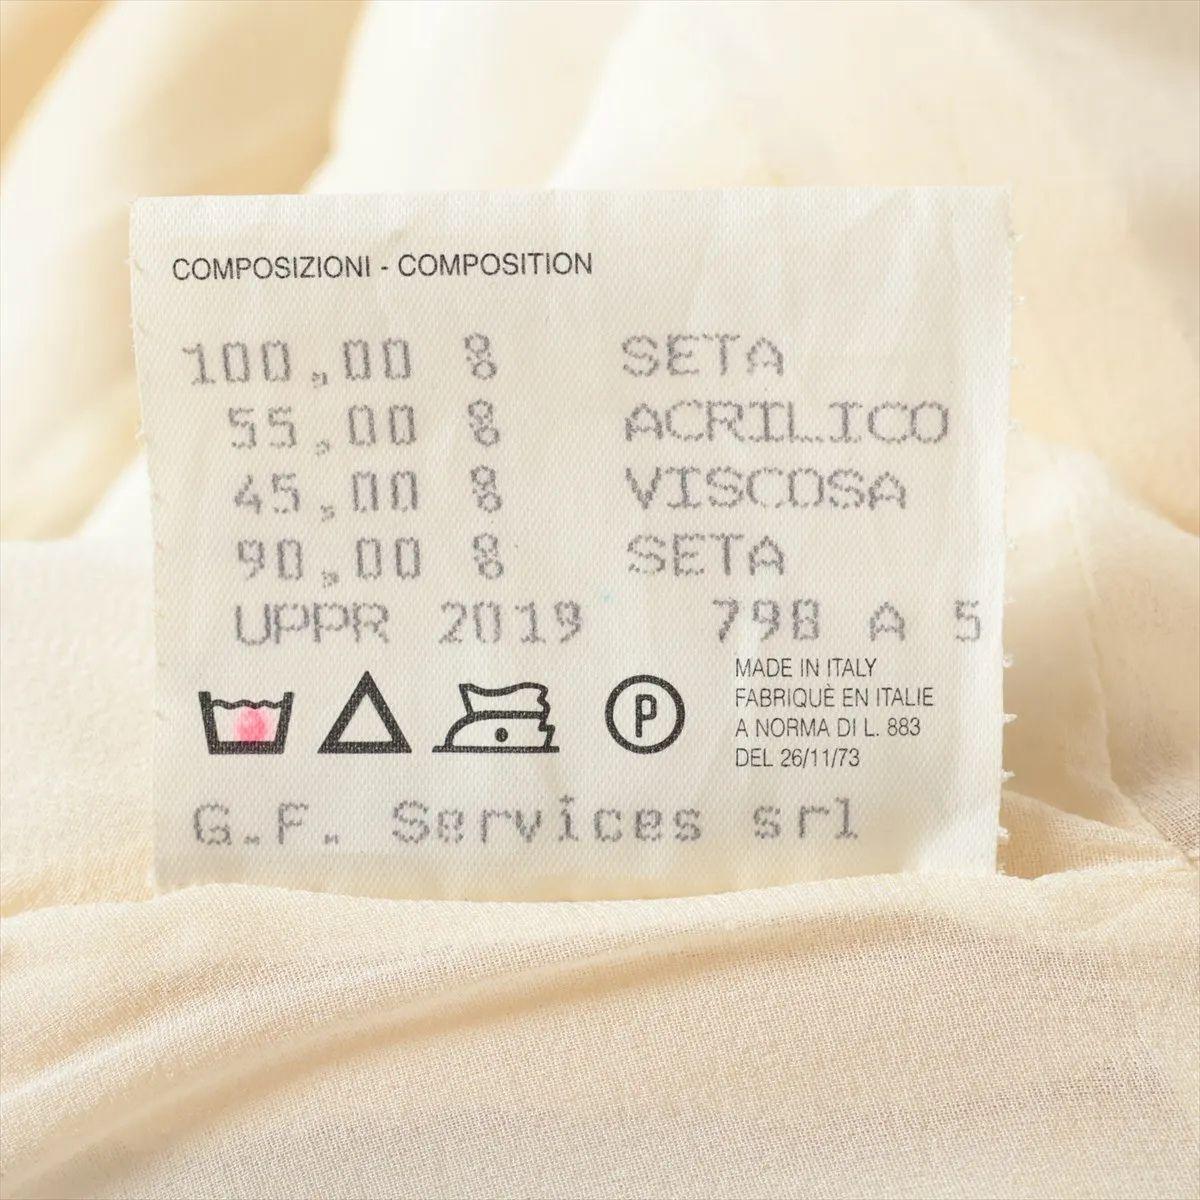 COMPOSIZIONI - COMPOSITION
100,00 % SETA
55,00 % ACRILICO
45,00 % VISCOSA
90,00 % SETA
UPPR 2019 798 A 5
P
MADE IN ITALY
FABRIQUÈ EN ITALIE
A NORMA DI L. 883
DEL 26/11/73
G.F. Services srl